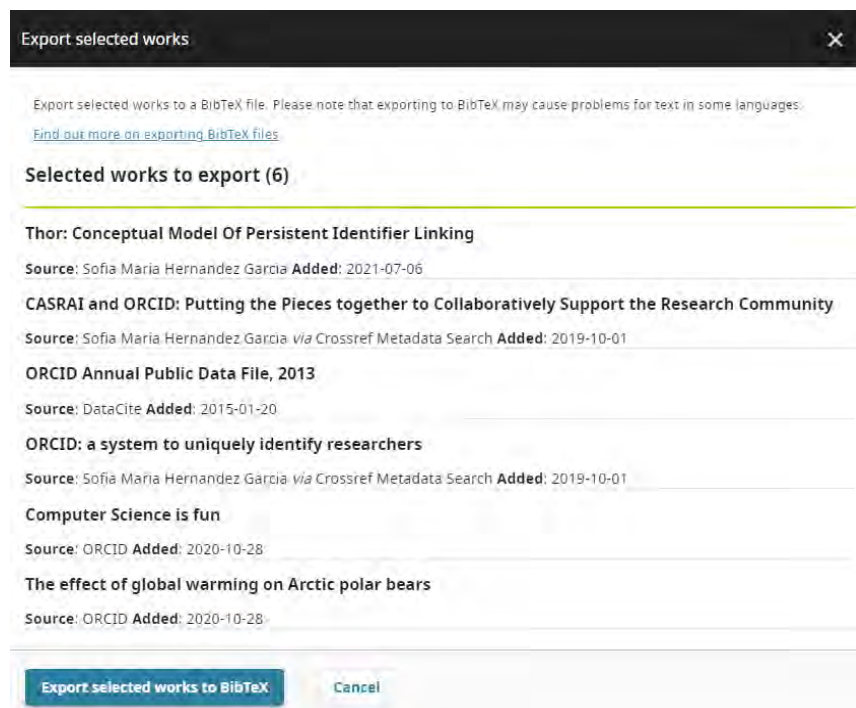 Export selected works
Export selected works to a BibTeX file. Please note that exporting to BibTeX may cause problems for text in some languages.
Find out more on exporting BibTeX files
Selected works to export (6)
Thor: Conceptual Model Of Persistent Identifier Linking
Source: Sofia Maria Hernandez Garcia Added: 2021-07-06
CASRAI and ORCID: Putting the Pieces together to Collaboratively Support the Research Community
Source: Sofia Maria Hernandez Garcia via Crossref Metadata Search Added: 2019-10-01
ORCID Annual Public Data File, 2013
Source: DataCite Added: 2015-01-20
ORCID: a system to uniquely identify researchers
Source: Sofia Maria Hernandez Garcia via Crossref Metadata Search Added: 2019-10-01
Computer Science is fun
Source: ORCID Added: 2020-10-28
The effect of global warming on Arctic polar bears
Source: ORCID Added: 2020-10-28
Export selected works to BibTeX Cancel